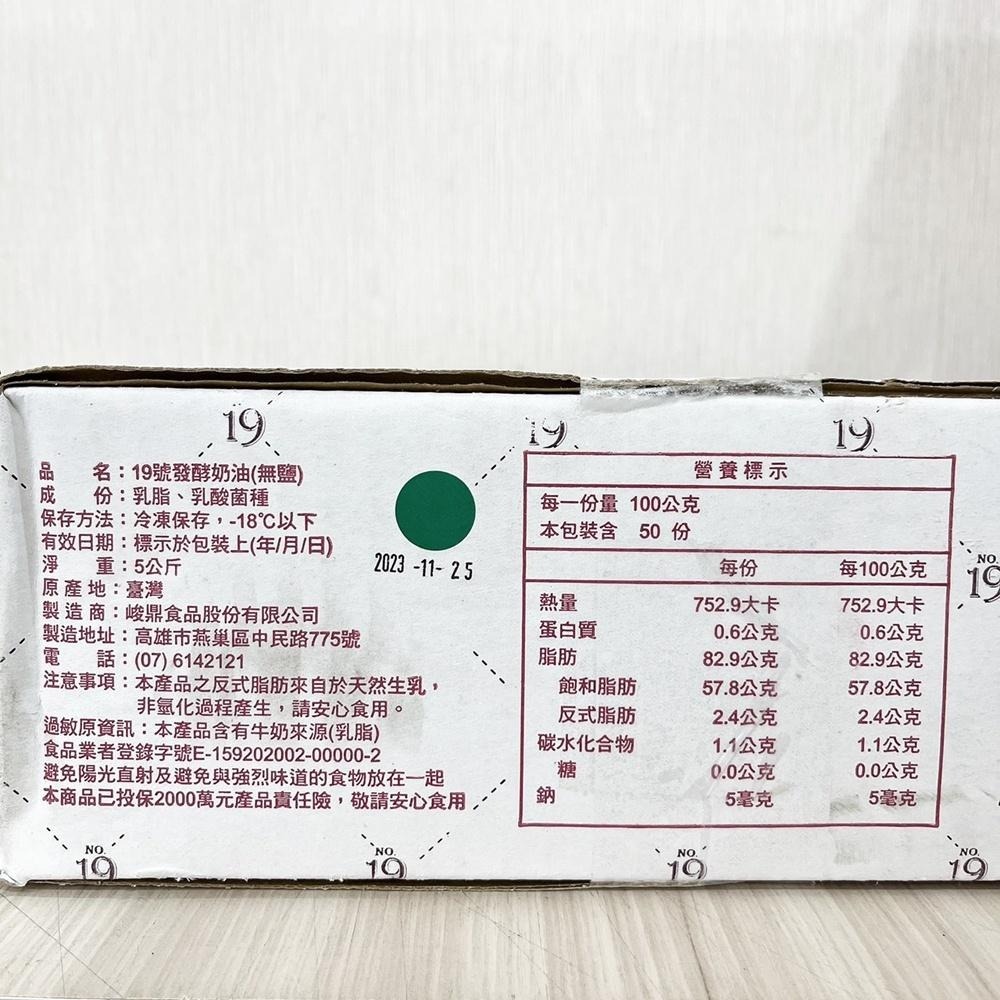 19
19
19
品名：19號發酵奶油(無鹽)
成份：乳脂、乳酸菌種
保存方法：冷凍保存，-18℃以下
有效日期：標示於包裝上(年/月/日)
淨重：5公斤
原產地：臺灣
製造商：峻鼎食品股份有限公司
製造地址：高雄市燕巢區中民路775號
電話：(07) 6142121
注意事項：本產品之反式脂肪來自於天然生乳，
非氫化過程產生，請安心食用。
過敏原資訊：本產品含有牛奶來源(乳脂)
食品業者登錄字號E-159202002-00000-2
避免陽光直射及避免與強烈味道的食物放在一起
本商品已投保2000萬元產品責任險，敬請安心食用
2023 -11- 25
營養標示
每一份量 100公克
本包裝含 50 份
每份 每100公克
熱量 752.9大卡 752.9大卡
蛋白質 0.6公克 0.6公克
脂肪 82.9公克 82.9公克
飽和脂肪 57.8公克 57.8公克
反式脂肪 2.4公克 2.4公克
碳水化合物 1.1公克 1.1公克
糖 0.0公克 0.0公克
鈉 5毫克 5毫克
NO.
19
NO.
19
NO.
19
NO.
19
NO.
19